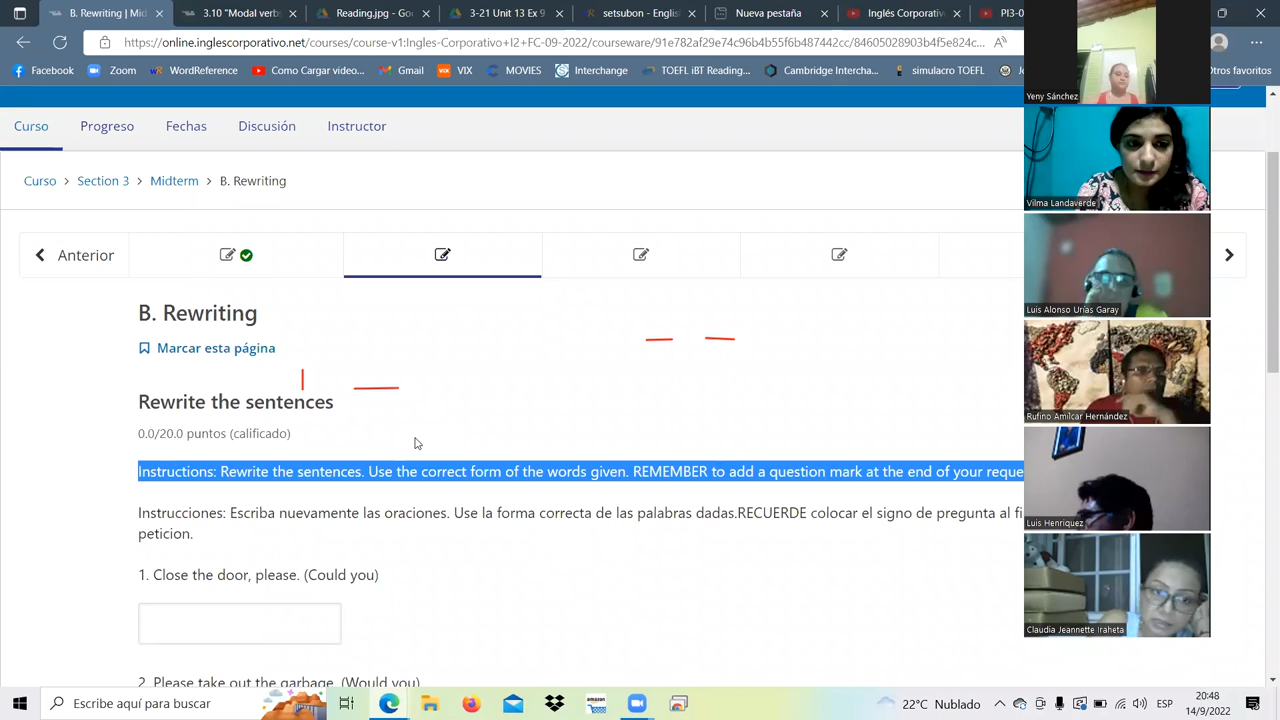 3.10 "Modal verbs
Reading.jpg - Go
3-21 Unit 13 Ex 9
setsubon - English
Nueva pestaña
Inglés Corporativo
PI3-0
https://online.inglescorporativo.net/courses/course-v1:Ingles-Corporativo I2+FC-09-2022/courseware/91e782af29e74c96b4b55f6b487442cc/84605028903b4f5e824c...
Facebook
Zoom
WordReference
Como Cargar video...
Gmail
VIX
TOVIES
Interchange
TOEFL iBT Reading...
Cambridge Intercha...
simulacro TOEFL
Otros favoritos
Curso
Progreso
Fechas
Discusión
Instructor
Curso > Section 3 > Midterm > B. Rewriting
Anterior
B. Rewriting
Marcar esta página
Rewrite the sentences
0.0/20.0 puntos (calificado)
Instructions: Rewrite the sentences. Use the correct form of the words given. REMEMBER to add a question mark at the end of your reque
Instrucciones: Escriba nuevamente las oraciones. Use la forma correcta de las palabras dadas.RECUERDE colocar el signo de pregunta al fi
peticion.
1. Close the door, please. (Could you)
2. Please take out the garbage. (Would you)
Yeny Sánchez
Vilma Landaverde
Luis Alonso Urías Garay
Rufino Amilcar Hernández
Luis Henriquez
Claudia Jeannette Iraheta
Escribe aquí para buscar
amazon
22°C Nublado
ESP
20:48
14/9/2022